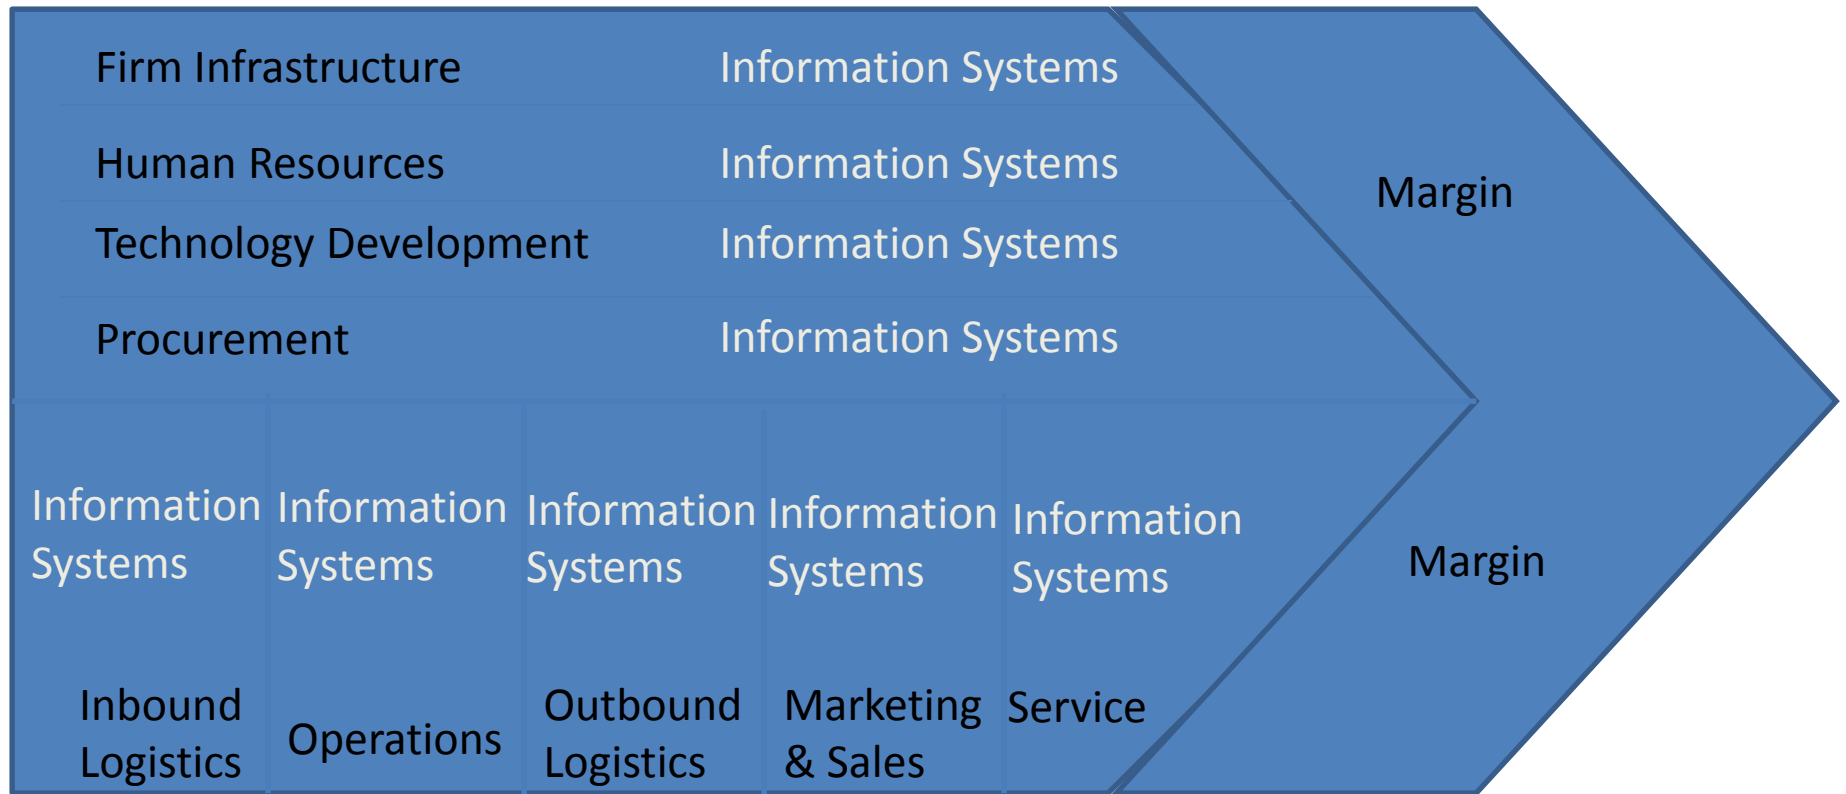 Firm Infrastructure Information Systems
Human Resources Information Systems
Margin
Technology Development Information Systems
Procurement Information Systems
Information
Systems
Information
Systems
Information
Systems
Information
Systems
Information
Systems
Margin
Inbound
Logistics
Operations
Outbound
Logistics
Marketing
& Sales
Service